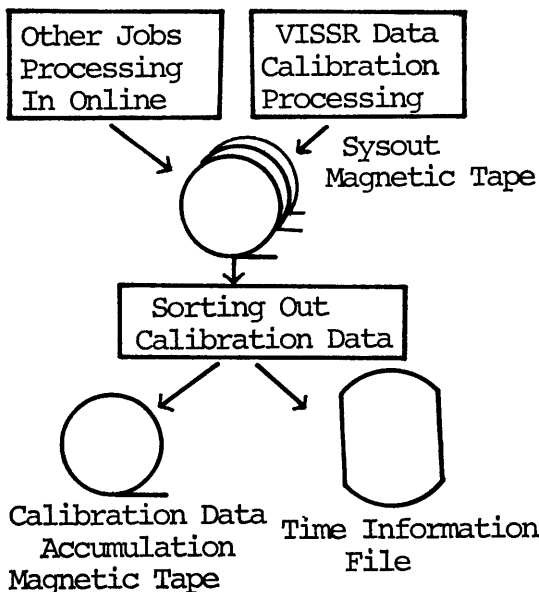 Other Jobs
Processing
In Online
VISSR Data
Calibration
Processing
Sysout
Magnetic Tape
Sorting Out
Calibration Data
Calibration Data
Accumulation
Magnetic Tape
Time Information
File